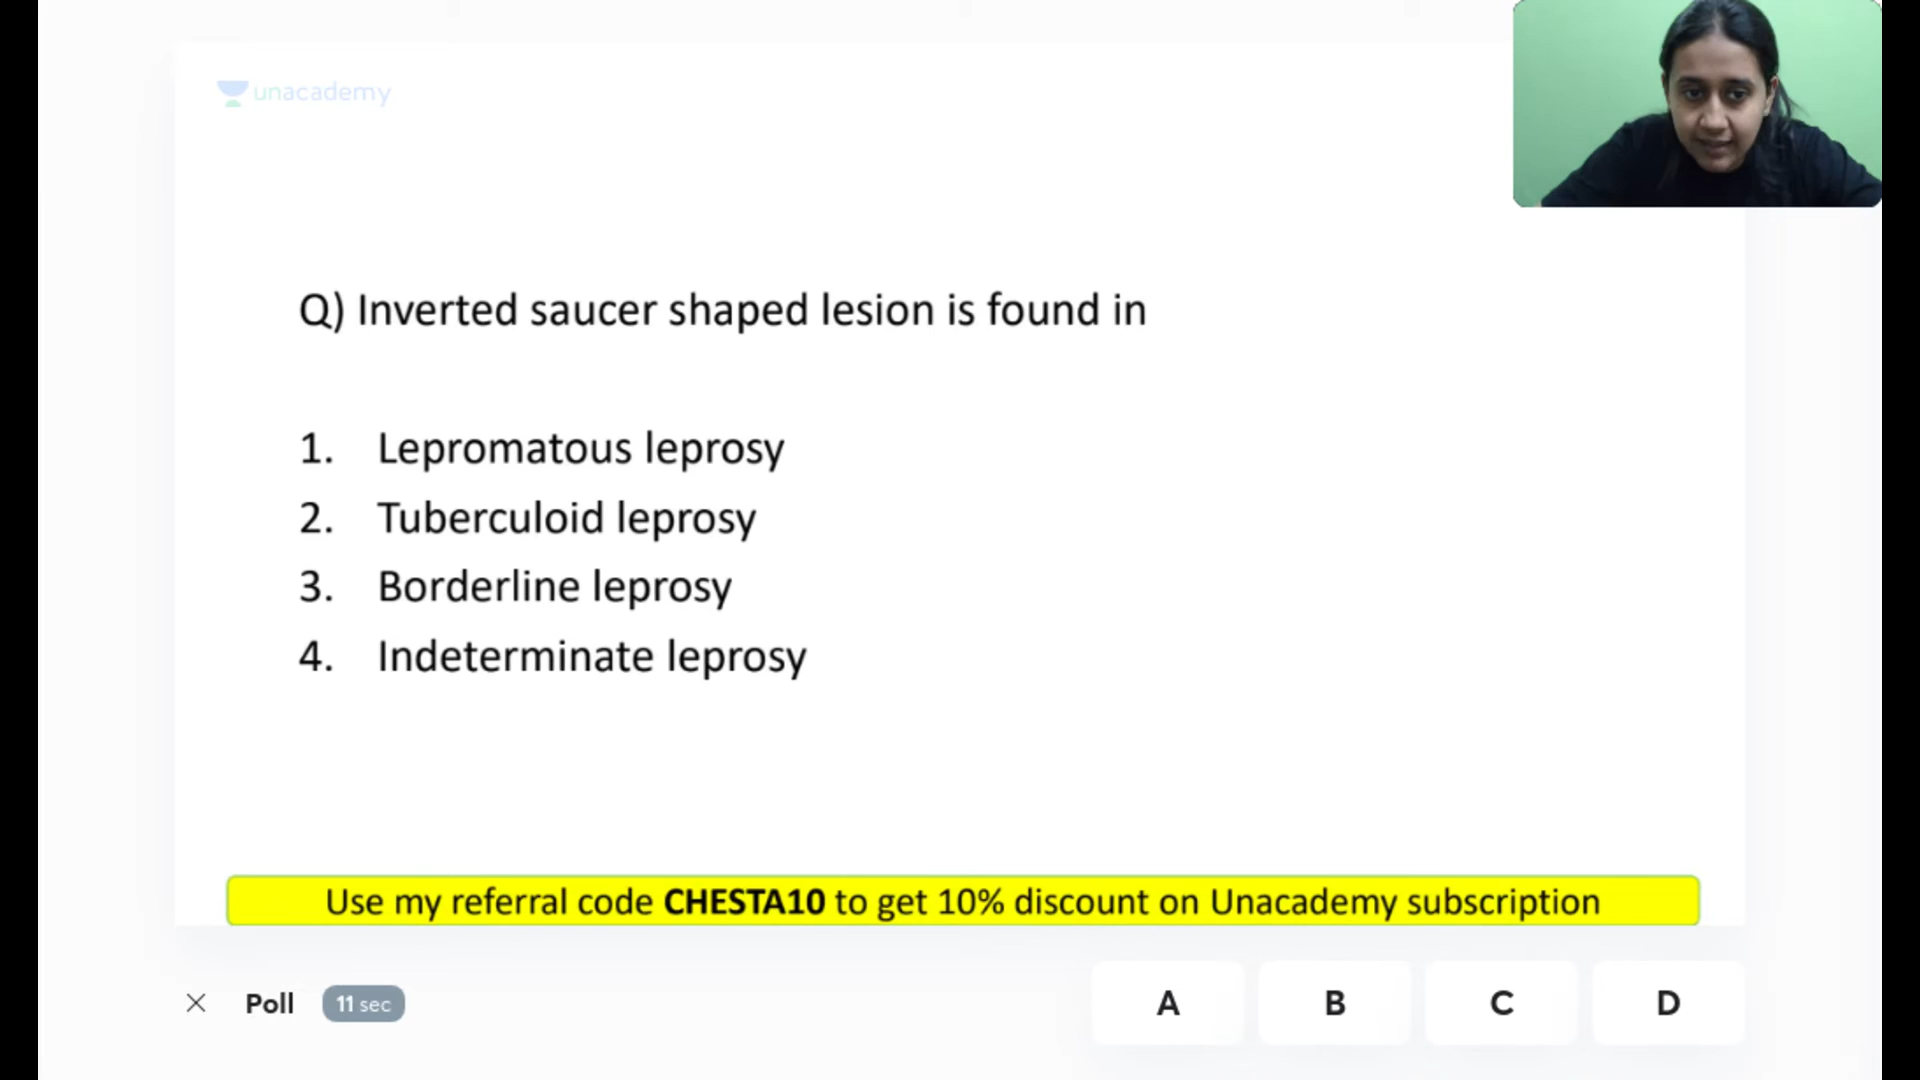 unacademy
Q) Inverted saucer shaped lesion is found in
1. Lepromatous leprosy
2. Tuberculoid leprosy
3. Borderline leprosy
4. Indeterminate leprosy
Use my referral code CHESTA10 to get 10% discount on Unacademy subscription
Poll 11 sec A B C D